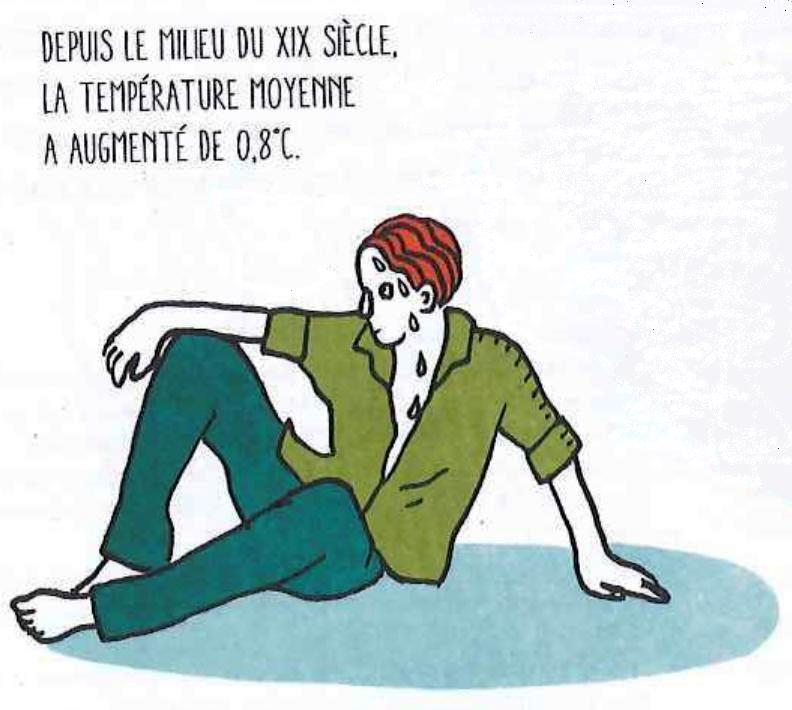 DEPUIS LE MILIEU DU XIX SIÈCLE,
LA TEMPÉRATURE MOYENNE
A AUGMENTÉ DE 0,8°C.